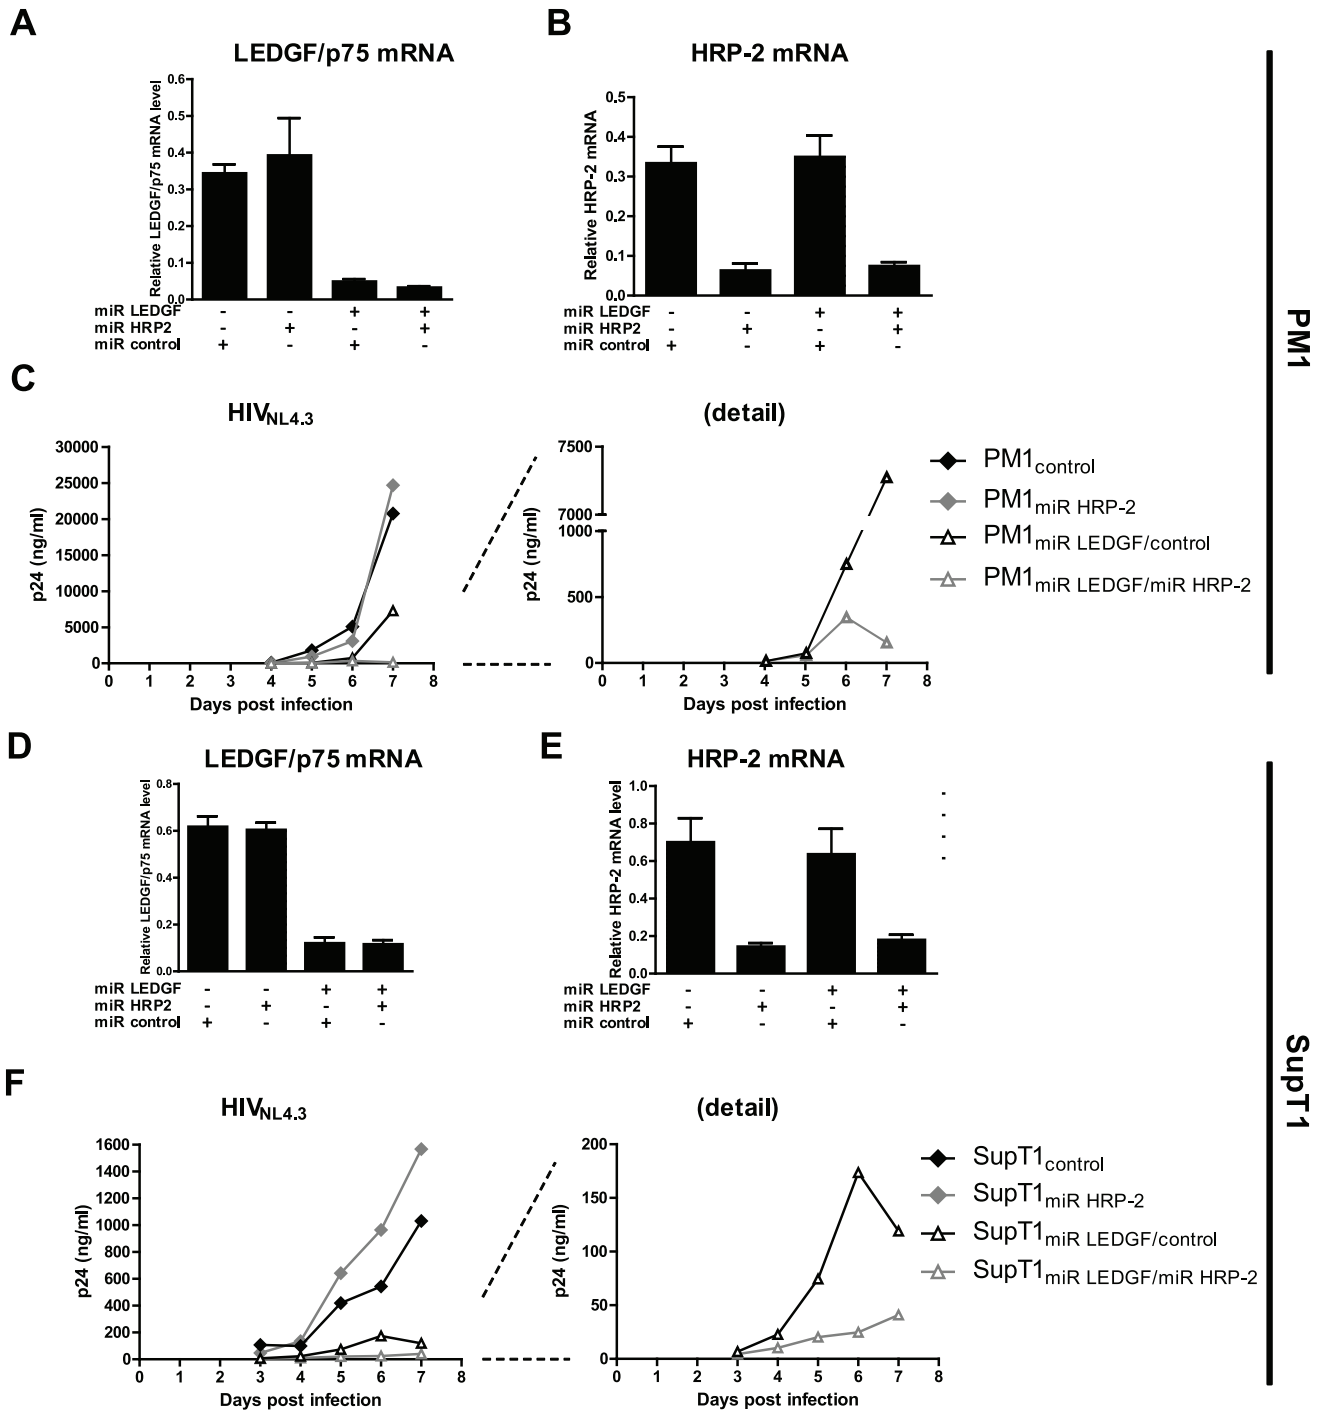 A
LEDGF/p75 mRNA
Relative LEDGF/p75 mRNA level
0.6
0.5
0.4
0.3
0.2
0.1
0.0
miR LEDGF - - + +
miR HRP2 - + - +
miR control + - + -
B
HRP-2 mRNA
Relative HRP-2 mRNA
0.5
0.4
0.3
0.2
0.1
0.0
miR LEDGF - - + +
miR HRP2 - + - +
miR control + - + -
PM1
C
HIVNL4.3
p24 (ng/ml)
30000
25000
20000
15000
10000
5000
0
0 1 2 3 4 5 6 7 8
Days post infection
(detail)
p24 (ng/ml)
7500
7000
1000
500
0
0 1 2 3 4 5 6 7 8
Days post infection
PM1control
PM1miR HRP-2
PM1miR LEDGF/control
PM1miR LEDGF/miR HRP-2
D
LEDGF/p75 mRNA
Relative LEDGF/p75 mRNA level
0.8
0.6
0.4
0.2
0.0
miR LEDGF - - + +
miR HRP2 - + - +
miR control + - + -
E
HRP-2 mRNA
Relative HRP-2 mRNA level
1.0
0.8
0.6
0.4
0.2
0.0
miR LEDGF - - + +
miR HRP2 - + - +
miR control + - + -
SupT1
F
HIVNL4.3
p24 (ng/ml)
1600
1400
1200
1000
800
600
400
200
0
0 1 2 3 4 5 6 7 8
Days post infection
(detail)
p24 (ng/ml)
200
150
100
50
0
0 1 2 3 4 5 6 7 8
Days post infection
SupT1control
SupT1miR HRP-2
SupT1miR LEDGF/control
SupT1miR LEDGF/miR HRP-2